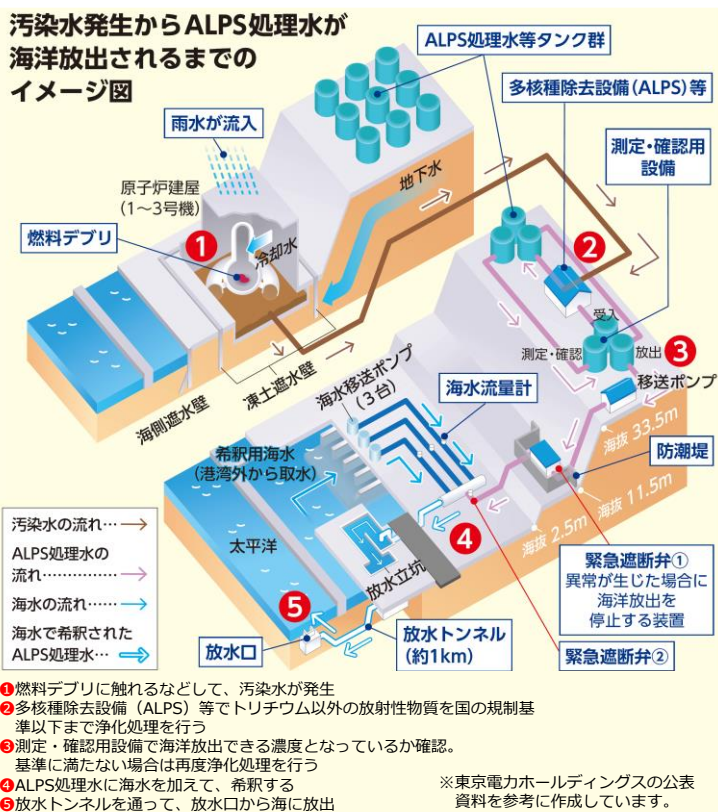 汚染水発生からALPS処理水が
海洋放出されるまでの
イメージ図
ALPS処理水等タンク群
多核種除去設備(ALPS)等
雨水が流入
測定・確認用
設備
原子炉建屋
(1～3号機)
地下水
燃料デブリ
❶
冷却水
❷
受入
測定・確認
放出
❸
移送ポンプ
海側遮水壁
凍土遮水壁
海水移送ポンプ
(3台)
海水流量計
海抜 33.5m
防潮堤
希釈用海水
(港湾外から取水)
海抜 11.5m
海抜 2.5m
汚染水の流れ…
ALPS処理水の
流れ……………
海水の流れ……
海水で希釈された
ALPS処理水…
太平洋
❹
放水立坑
緊急遮断弁①
異常が生じた場合に
海洋放出を
停止する装置
❺
放水口
放水トンネル
(約1km)
緊急遮断弁②
❶燃料デブリに触れるなどして、汚染水が発生
❷多核種除去設備（ALPS）等でトリチウム以外の放射性物質を国の規制基
準以下まで浄化処理を行う
❸測定・確認用設備で海洋放出できる濃度となっているか確認。
基準に満たない場合は再度浄化処理を行う
❹ALPS処理水に海水を加えて、希釈する
❺放水トンネルを通って、放水口から海に放出
※東京電力ホールディングスの公表
資料を参考に作成しています。